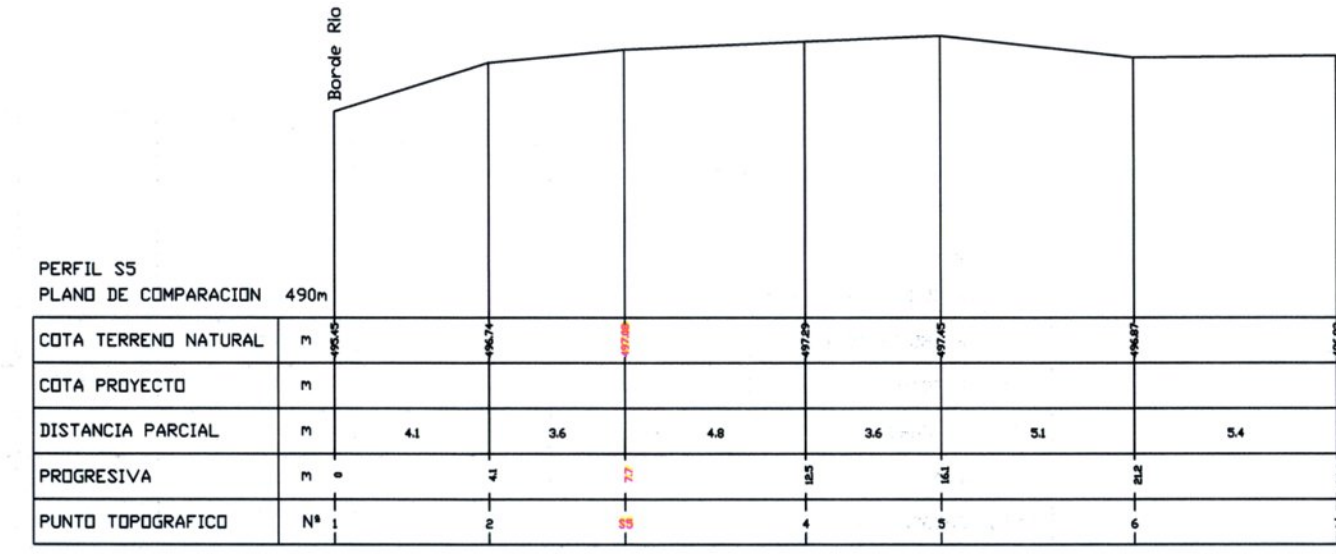 Borde Rio
PERFIL S5
PLANO DE COMPARACION 490m
COTA TERRENO NATURAL m 495.45 496.74 497.08 497.29 497.45 496.87
COTA PROYECTO m
DISTANCIA PARCIAL m 4.1 3.6 4.8 3.6 5.1 5.4
PROGRESIVA m 0 4.1 7.7 12.5 16.1 21.2
PUNTO TOPOGRAFICO Nº 1 2 S5 4 5 6